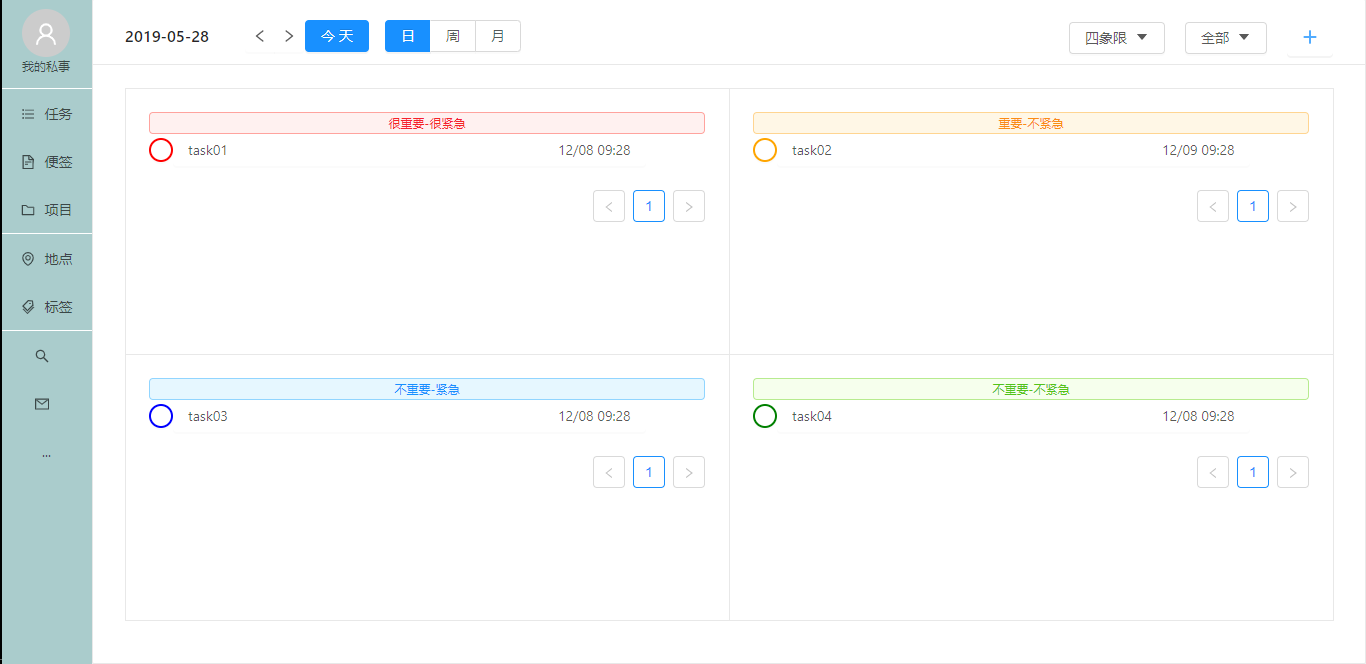 我的私事
任务
便签
项目
地点
标签
...
2019-05-28 < > 今天 日 周 月 四象限 全部 +
很重要-很紧急
task01 12/08 09:28
< 1 >
重要-不紧急
task02 12/09 09:28
< 1 >
不重要-紧急
task03 12/08 09:28
< 1 >
不重要-不紧急
task04 12/08 09:28
< 1 >